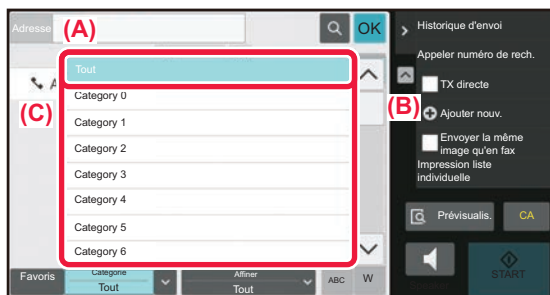 Adresse
(A)
OK
Tout
A
Category 0
(C)
Category 1
Category 2
Category 3
Category 4
Category 5
Category 6
Favoris
Catégorie
Tout
Affiner
Tout
ABC
W
Historique d'envoi
Appeler numéro de rech.
TX directe
(B)
Ajouter nouv.
Envoyer la même
image qu'en fax
Impression liste
individuelle
Prévisualis.
CA
START